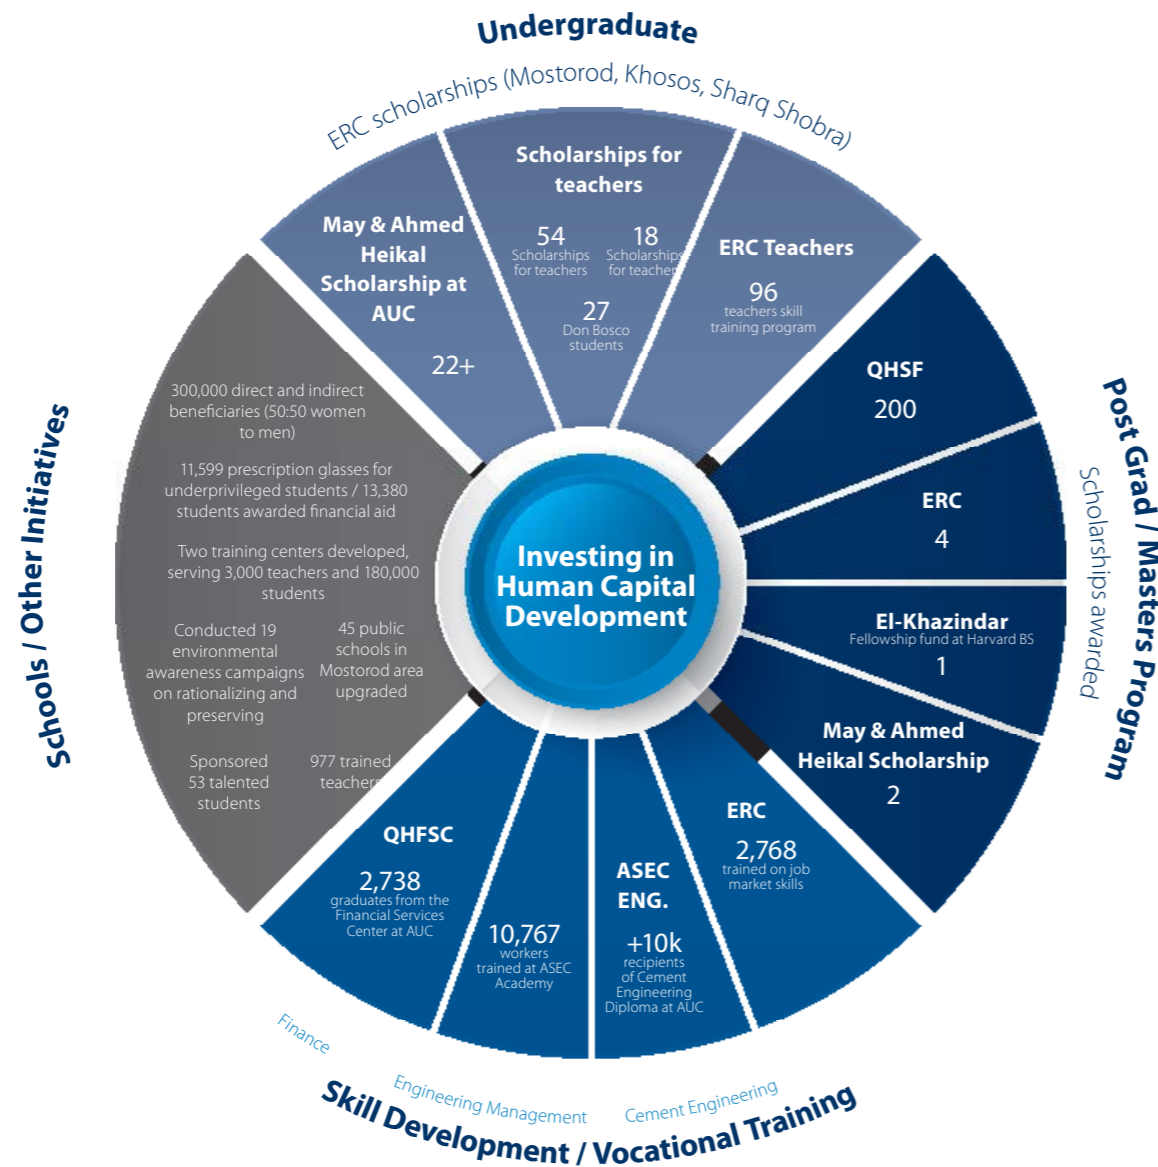 Undergraduate
ERC scholarships (Mostorod, Khosos, Sharq Shobra)
May & Ahmed
Heikal
Scholarship at
AUC
22+
Scholarships for
teachers
54
Scholarships
for teachers
18
Scholarships
for teachers
27
Don Bosco
students
ERC Teachers
96
teachers skill
training program
Post Grad / Masters Program
Scholarships awarded
QHSF
200
ERC
4
El-Khazindar
Fellowship fund at Harvard BS
1
May & Ahmed
Heikal Scholarship
2
Investing in
Human Capital
Development
Schools / Other Initiatives
300,000 direct and indirect
beneficiaries (50:50 women
to men)
11,599 prescription glasses for
underprivileged students / 13,380
students awarded financial aid
Two training centers developed,
serving 3,000 teachers and 180,000
students
Conducted 19
environmental
awareness campaigns
on rationalizing and
preserving
45 public
schools in
Mostorod area
upgraded
Sponsored
53 talented
students
977 trained
teachers
QHFSC
2,738
graduates from the
Financial Services
Center at AUC
10,767
workers
trained at ASEC
Academy
ASEC
ENG.
+10k
recipients
of Cement
Engineering
Diploma at AUC
ERC
2,768
trained on job
market skills
Finance
Engineering Management
Cement Engineering
Skill Development / Vocational Training